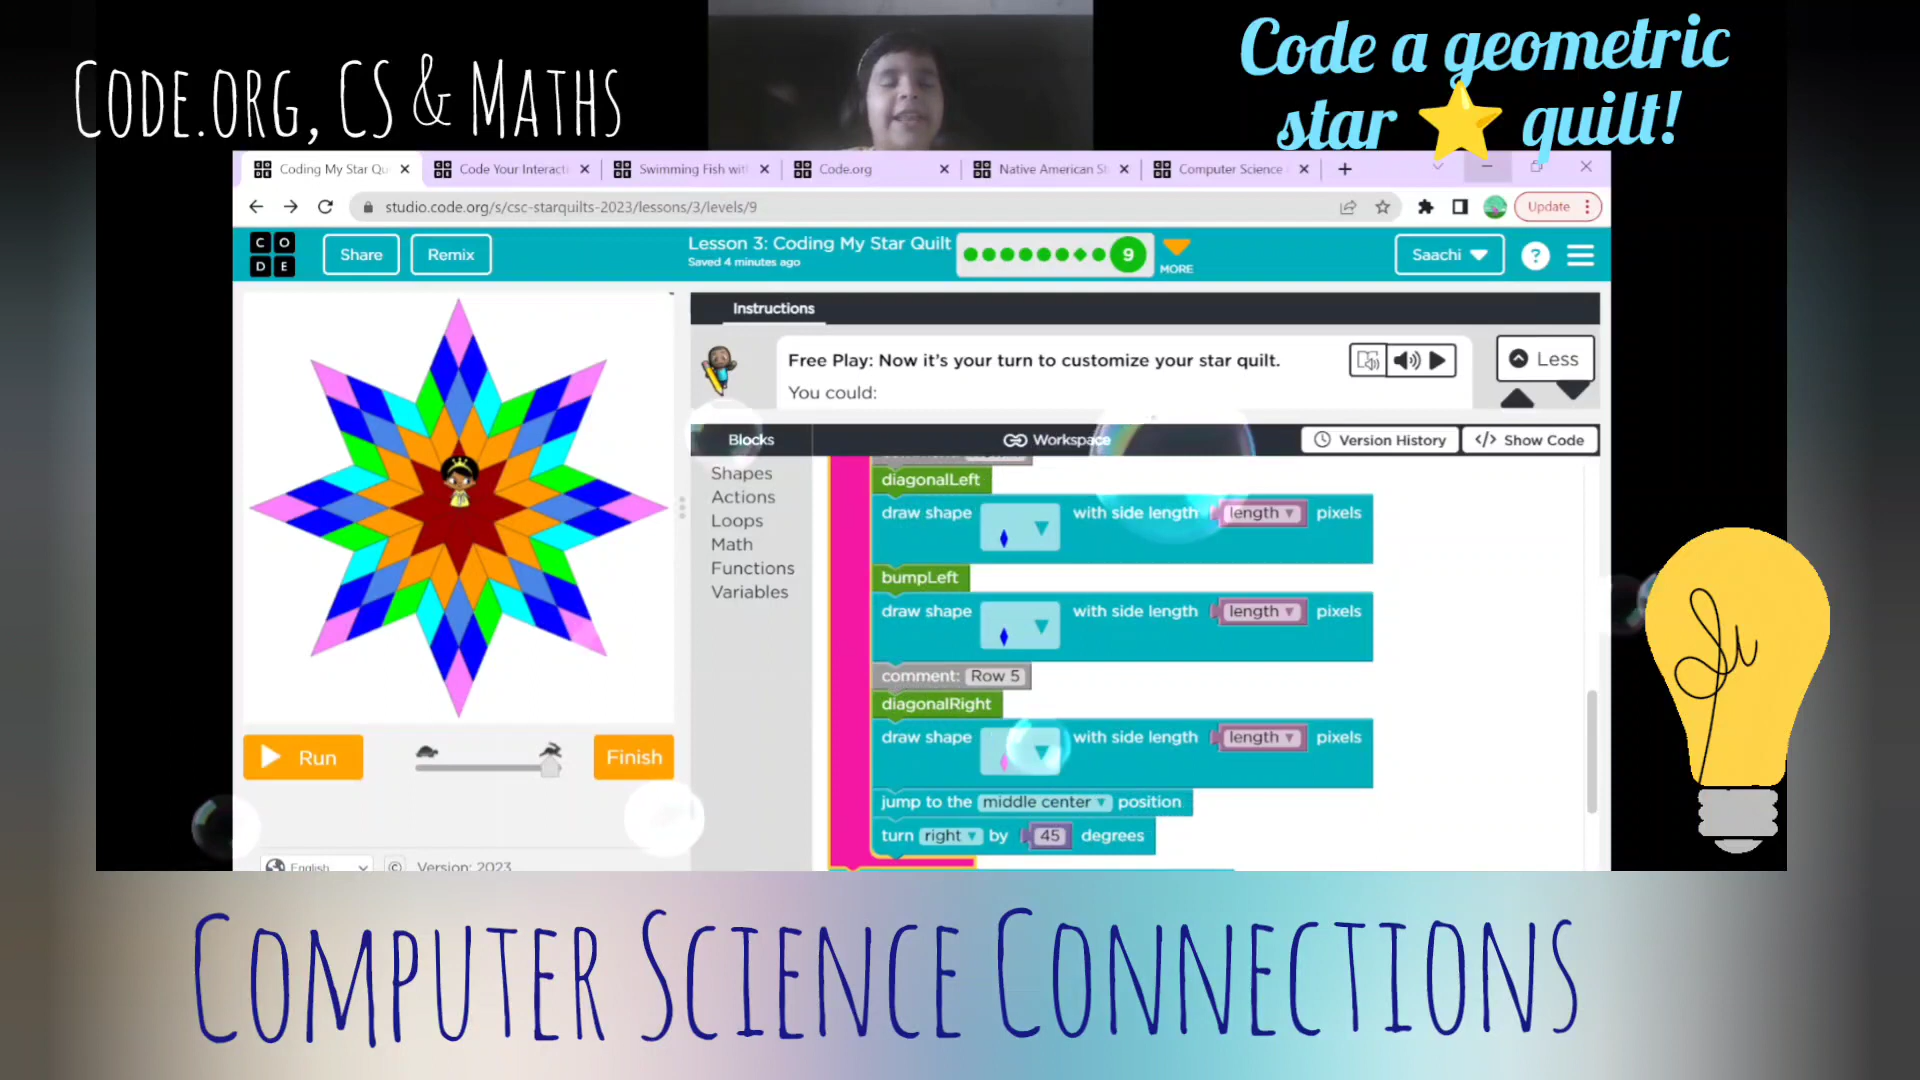 Code.org, CS & Maths
Code a geometric
star quilt!
Coding My Star Qu
Code Your Interacti
Swimming Fish with
Code.org
Native American St
Computer Science
studio.code.org/s/csc-starquilts-2023/lessons/3/levels/9
Update
C O
D E
Share
Remix
Lesson 3: Coding My Star Quilt
Saved 4 minutes ago
9
MORE
Saachi
?
Instructions
Free Play: Now it's your turn to customize your star quilt.
You could:
Less
Blocks
Workspace
Version History
</> Show Code
Shapes
Actions
Loops
Math
Functions
Variables
diagonalLeft
draw shape with side length length pixels
bumpLeft
draw shape with side length length pixels
comment: Row 5
diagonalRight
draw shape with side length length pixels
jump to the middle center position
turn right by 45 degrees
Run
Finish
English
© Version: 2023
Computer Science Connections